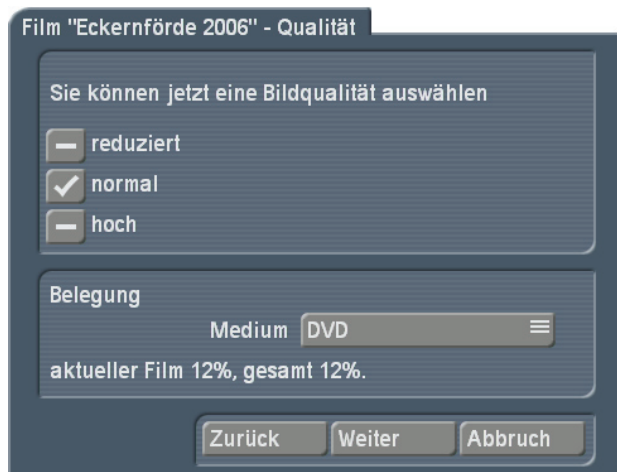 Film "Eckernförde 2006" - Qualität
Sie können jetzt eine Bildqualität auswählen
reduziert
normal
hoch
Belegung
Medium DVD
aktueller Film 12%, gesamt 12%.
Zurück Weiter Abbruch